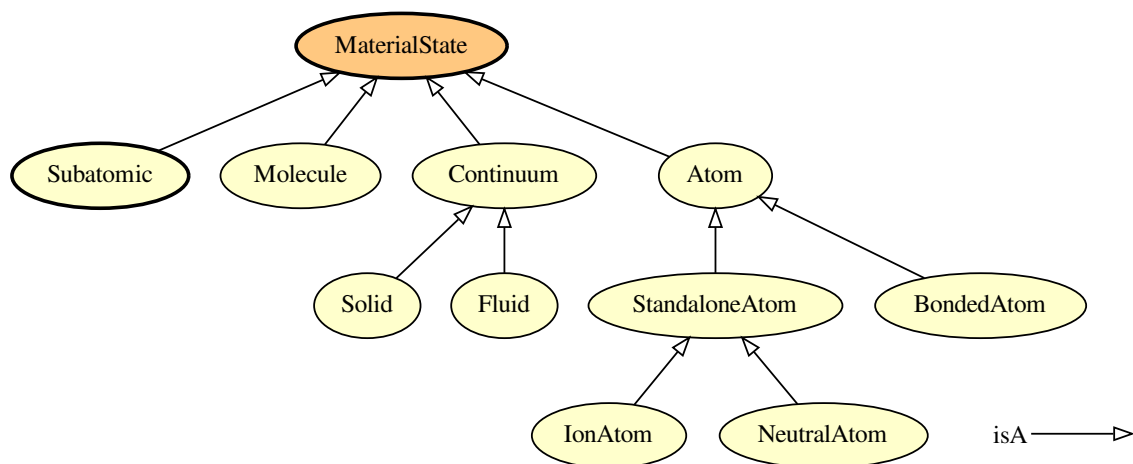 MaterialState
Subatomic
Molecule
Continuum
Atom
Solid
Fluid
StandaloneAtom
BondedAtom
IonAtom
NeutralAtom
isA